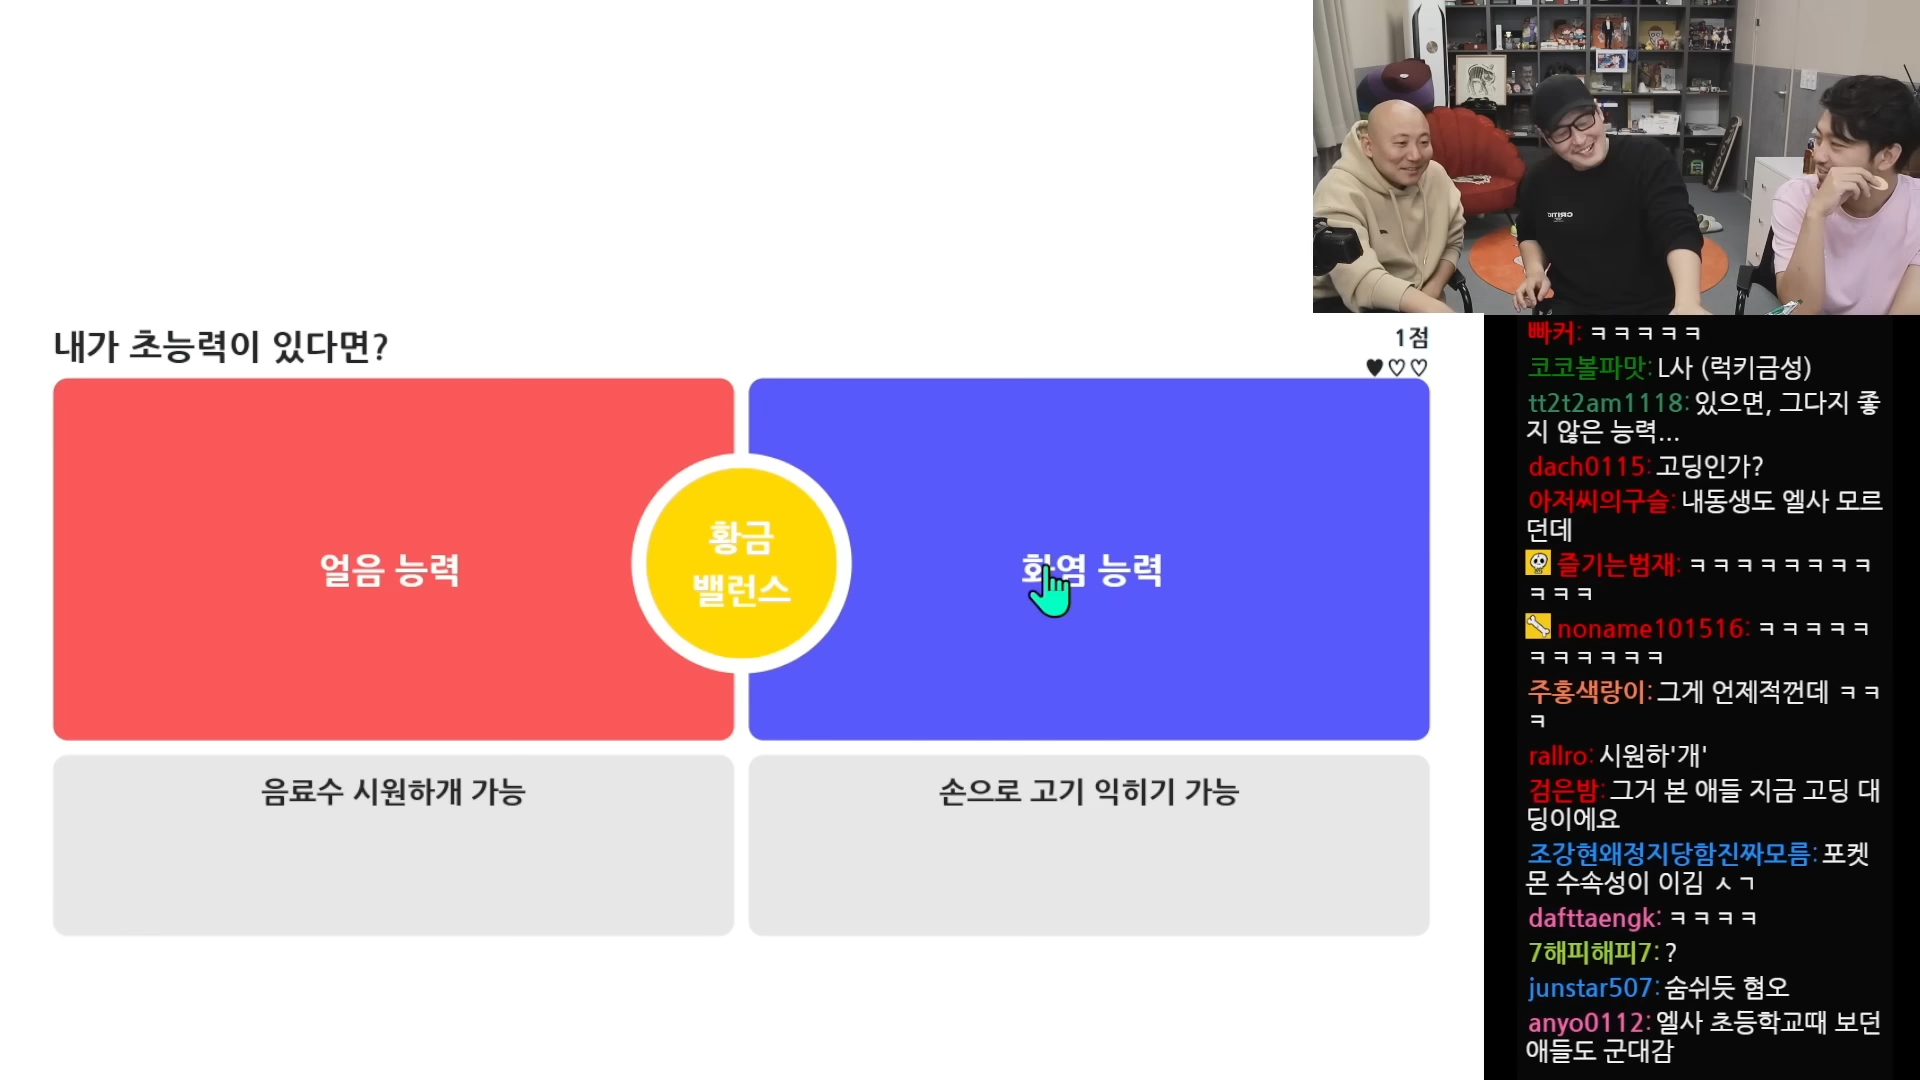 내가 초능력이 있다면?
1점
♥♡♡
얼음 능력
황금
밸런스
화염 능력
음료수 시원하개 가능
손으로 고기 익히기 가능
빠커: ㅋㅋㅋㅋㅋ
코코볼파맛: L사 (럭키금성)
tt2t2am1118: 있으면, 그다지 좋
지 않은 능력...
dach0115: 고딩인가?
아저씨의구슬: 내동생도 엘사 모르
던데
즐기는범재: ㅋㅋㅋㅋㅋㅋㅋㅋ
ㅋㅋㅋ
noname101516: ㅋㅋㅋㅋㅋ
ㅋㅋㅋㅋㅋㅋ
주홍색랑이: 그게 언제적껀데 ㅋㅋ
ㅋ
rallro: 시원하'개'
검은밤: 그거 본 애들 지금 고딩 대
딩이에요
조강현왜정지당함진짜모름: 포켓
몬 수속성이 이김 ㅅㄱ
dafttaengk: ㅋㅋㅋㅋ
7해피해피7: ?
junstar507: 숨쉬듯 혐오
anyo0112: 엘사 초등학교때 보던
애들도 군대감